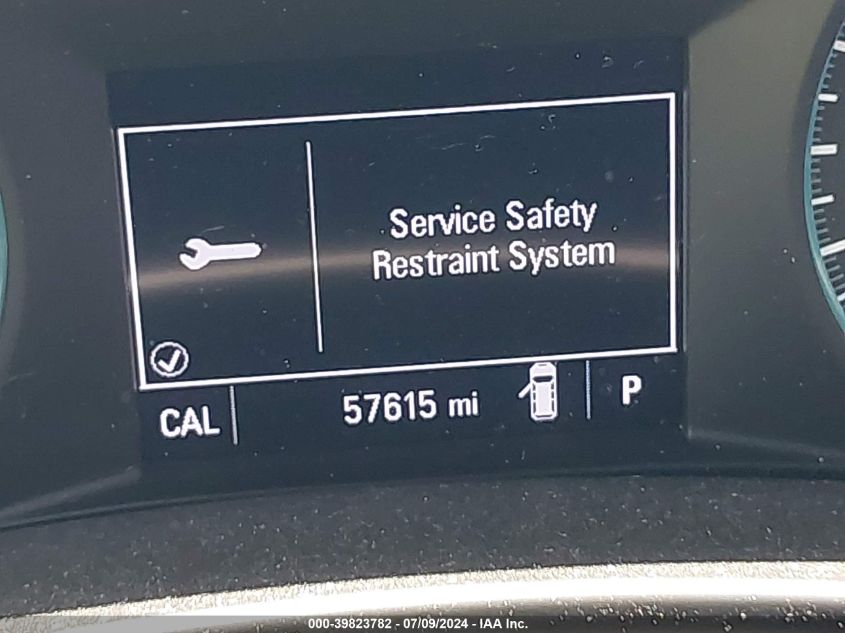 Service Safety
Restraint System
CAL 57615 mi P
000-39823782 - 07/09/2024 - IAA Inc.